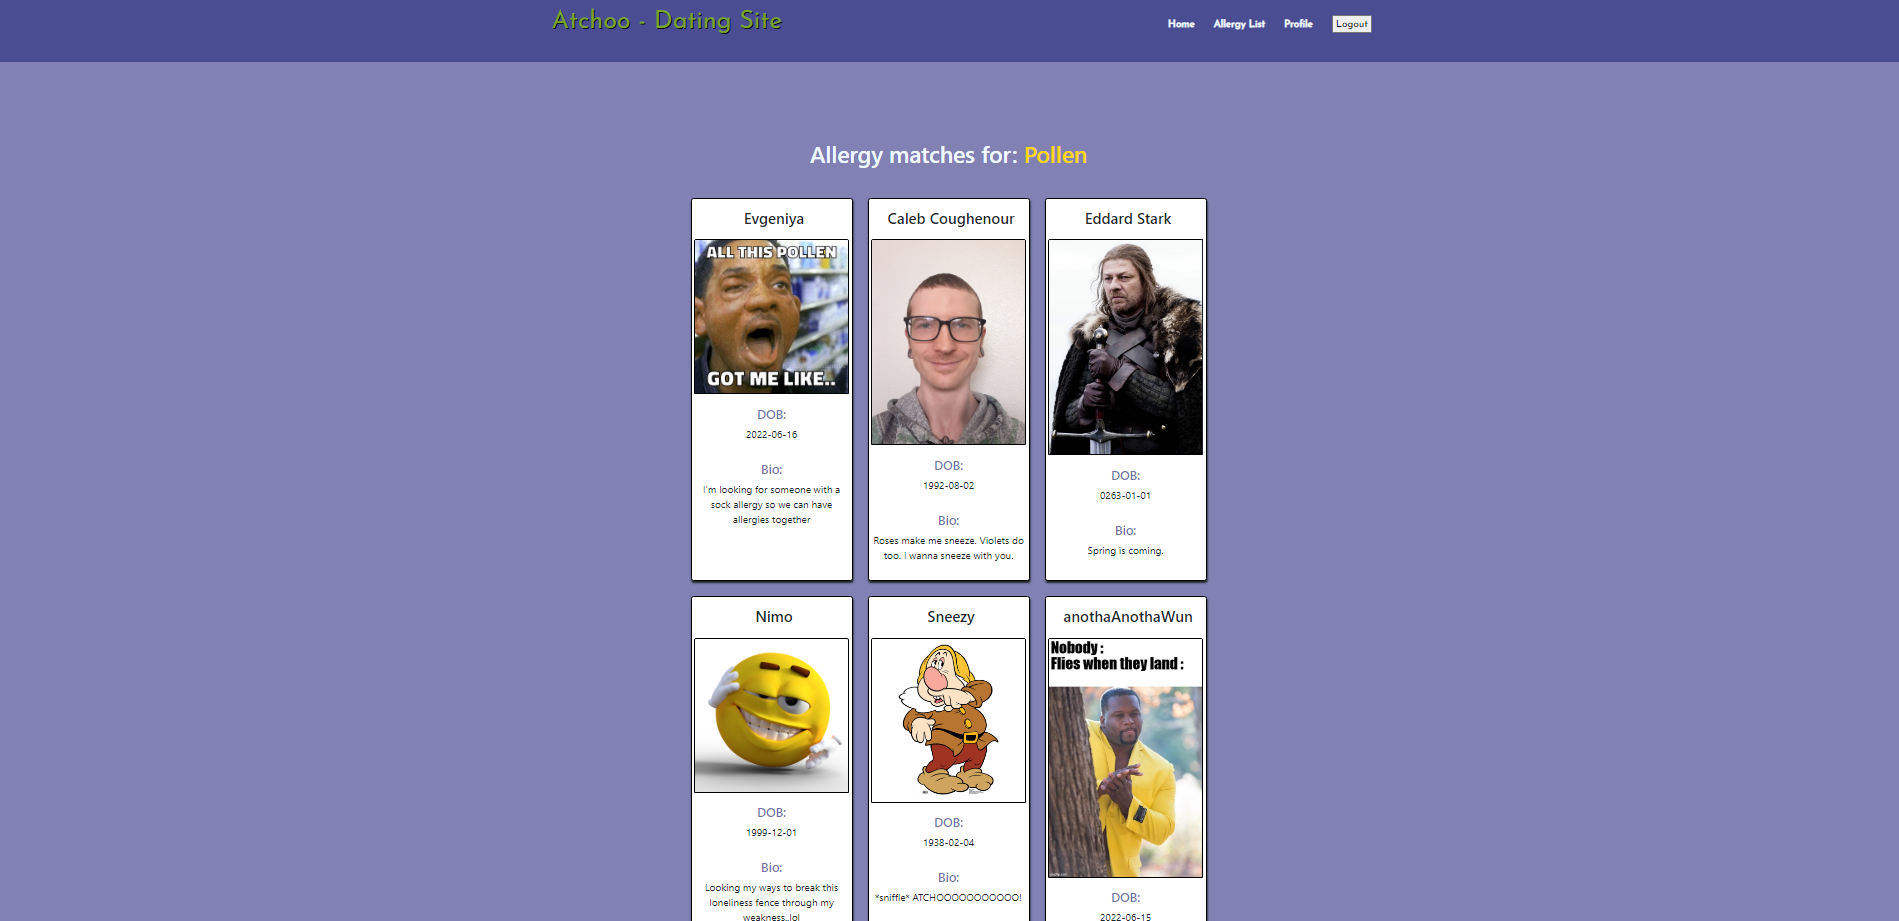 Atchoo - Dating Site
Home
Allergy List
Profile
Logout
Allergy matches for: Pollen
Evgeniya
ALL THIS POLLEN
GOT ME LIKE..
DOB:
2022-06-16
Bio:
I'm looking for someone with a
sock allergy so we can have
allergies together
Caleb Coughenour
DOB:
1992-08-02
Bio:
Roses make me sneeze. Violets do
too. I wanna sneeze with you.
Eddard Stark
DOB:
0263-01-01
Bio:
Spring is coming.
Nimo
DOB:
1999-12-01
Bio:
Looking my ways to break this
loneliness fence through my
weakness..lol
Sneezy
DOB:
1938-02-04
Bio:
*sniffle* ATCHOOOOOOOOOOO!
anothaAnothaWun
Nobody :
Flies when they land :
DOB:
2022-06-15